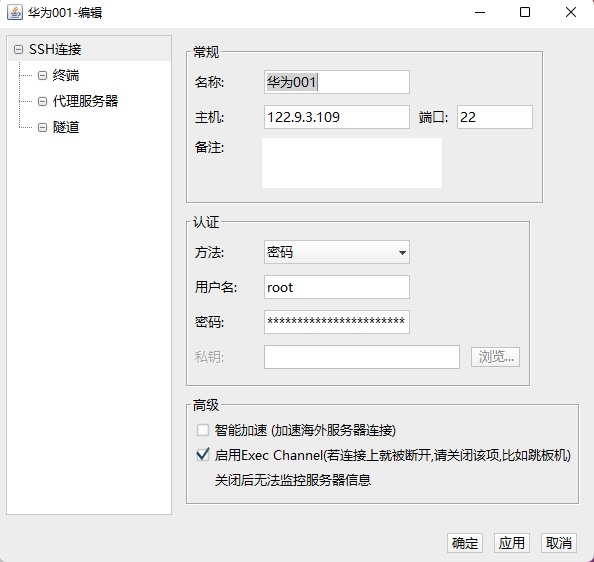 华为001-编辑
SSH连接
终端
代理服务器
隧道
常规
名称: 华为001
主机: 122.9.3.109 端口: 22
备注:
认证
方法: 密码
用户名: root
密码: ***********************
私钥: 浏览...
高级
智能加速 (加速海外服务器连接)
启用Exec Channel(若连接上就被断开,请关闭该项,比如跳板机)
关闭后无法监控服务器信息
确定 应用 取消